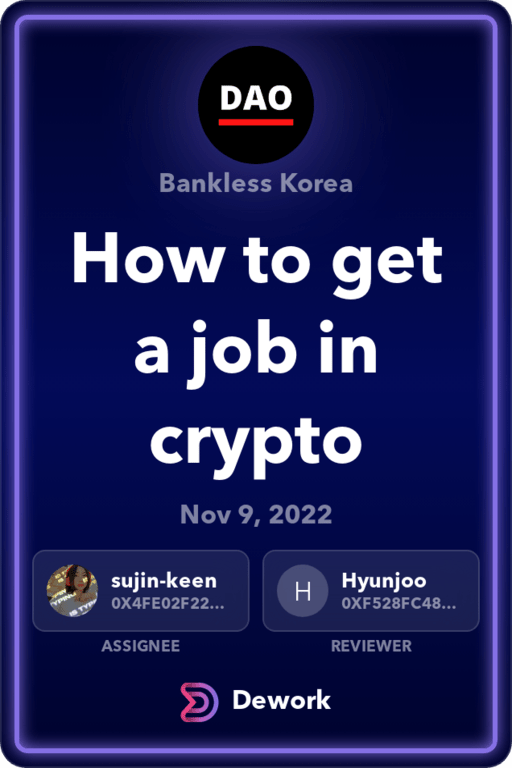 DAO
Bankless Korea
How to get
a job in
crypto
Nov 9, 2022
sujin-keen
0X4FE02F22...
Hyunjoo
H
0XF528FC48...
ASSIGNEE
REVIEWER
Dework